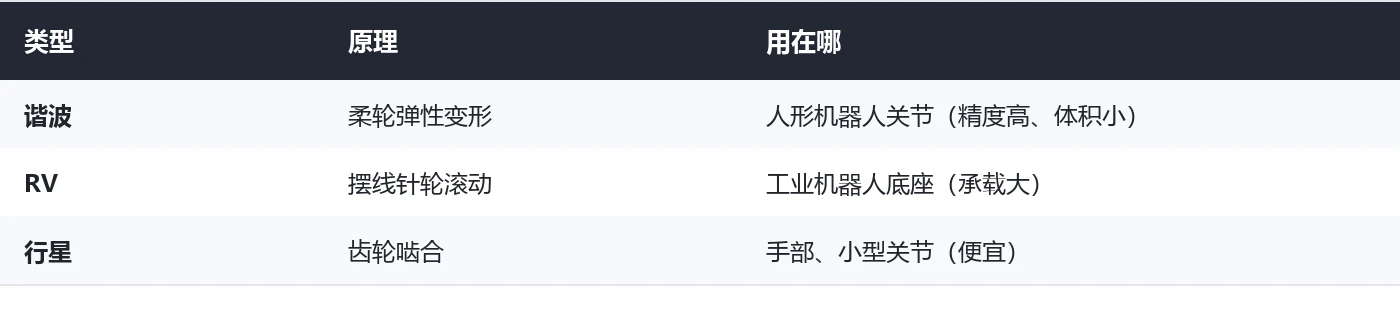 类型 原理 用在哪
谐波 柔轮弹性变形 人形机器人关节（精度高、体积小）
RV 摆线针轮滚动 工业机器人底座（承载大）
行星 齿轮啮合 手部、小型关节（便宜）